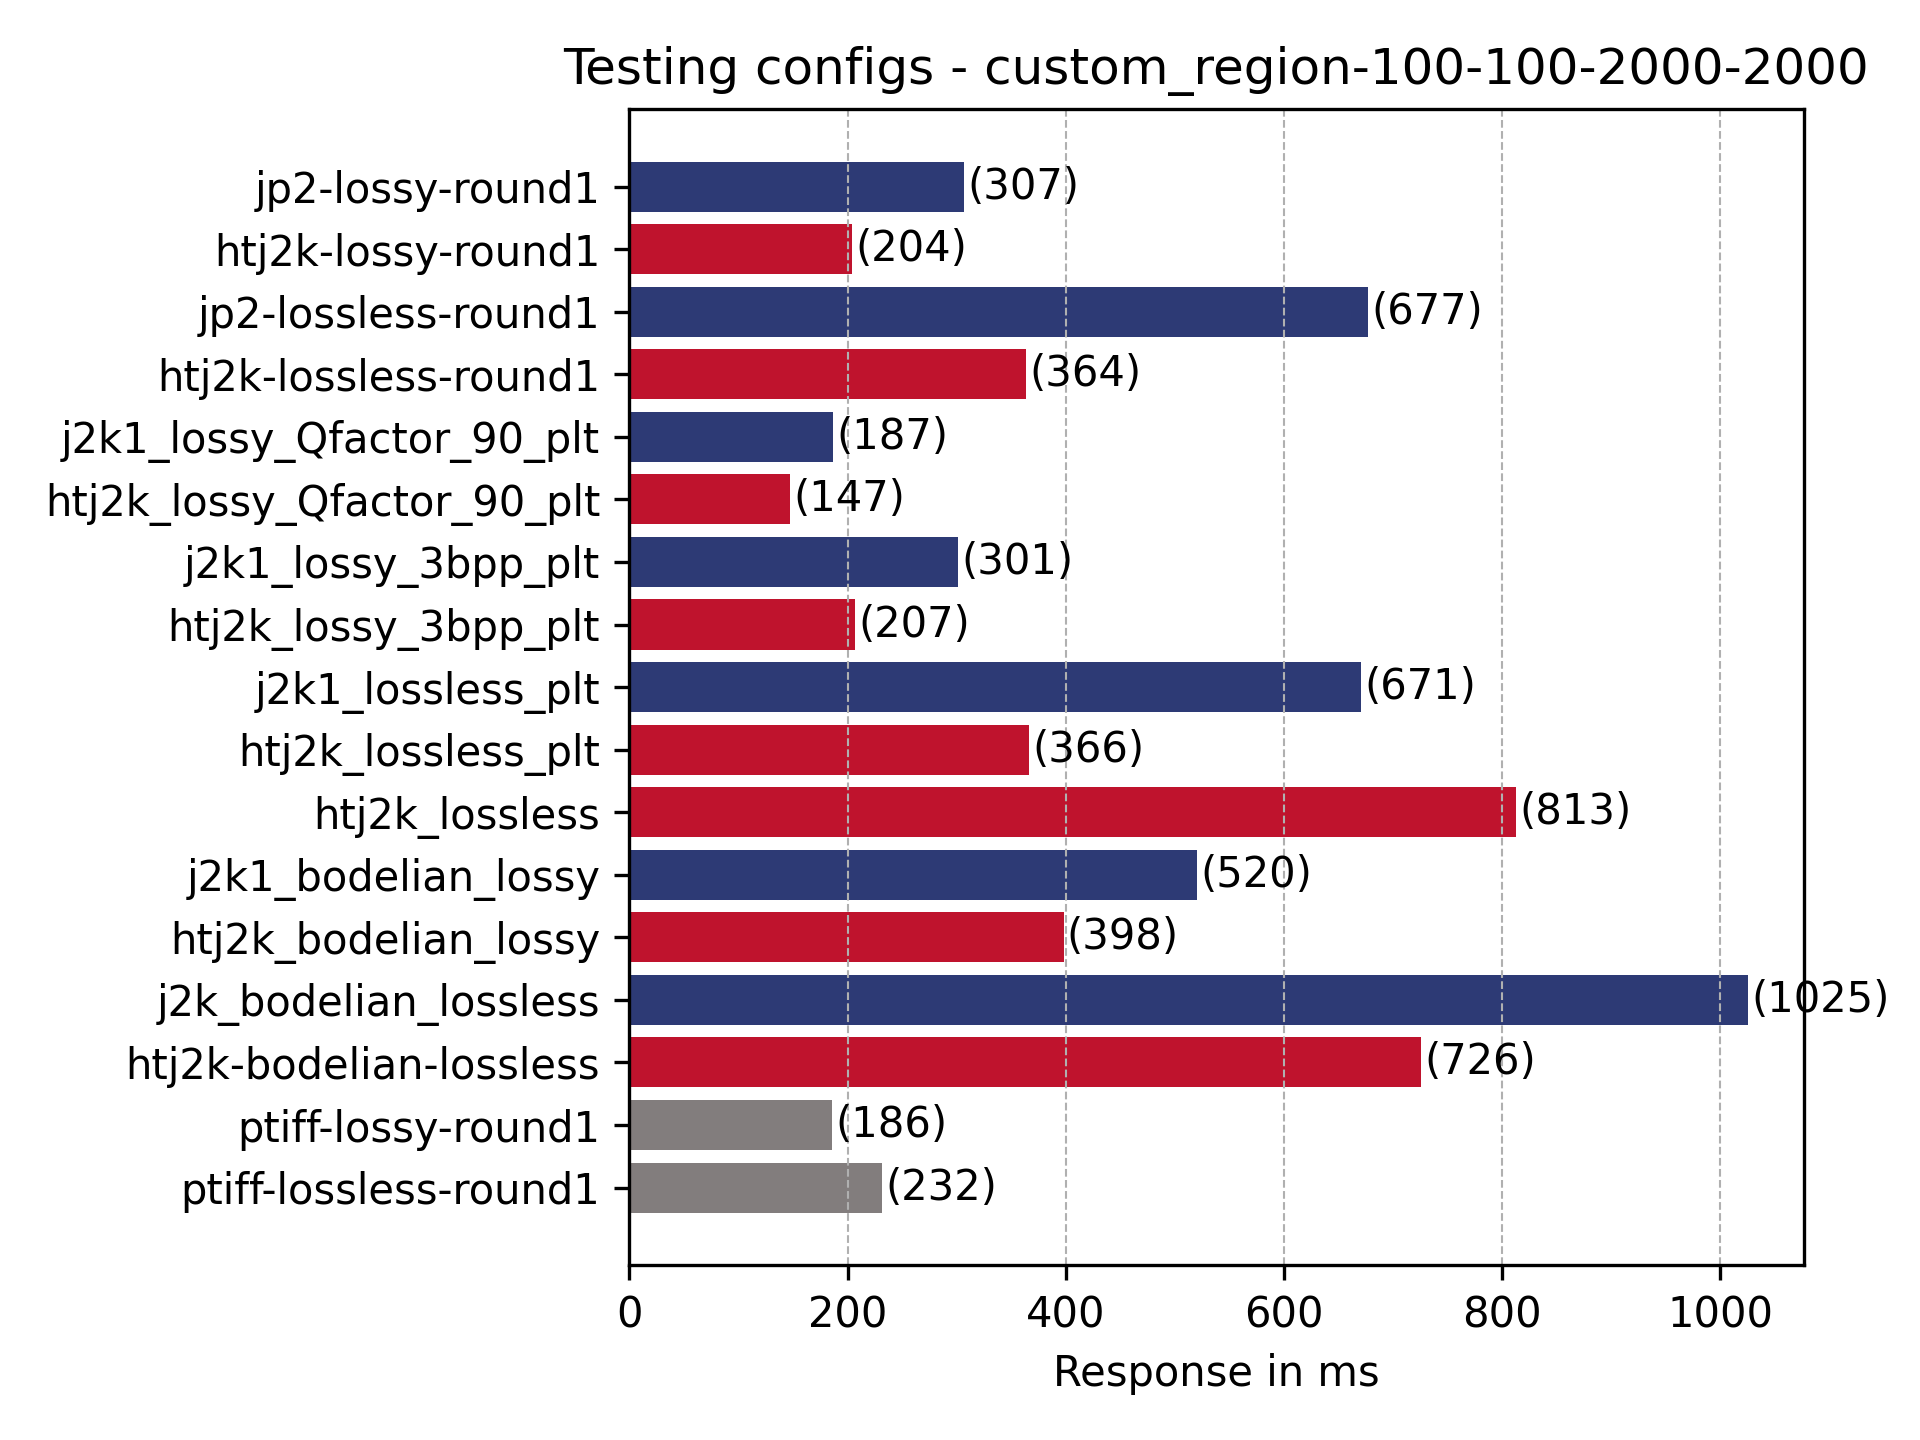 Testing configs - custom_region-100-100-2000-2000
jp2-lossy-round1 (307)
htj2k-lossy-round1 (204)
jp2-lossless-round1 (677)
htj2k-lossless-round1 (364)
j2k1_lossy_Qfactor_90_plt (187)
htj2k_lossy_Qfactor_90_plt (147)
j2k1_lossy_3bpp_plt (301)
htj2k_lossy_3bpp_plt (207)
j2k1_lossless_plt (671)
htj2k_lossless_plt (366)
htj2k_lossless (813)
j2k1_bodelian_lossy (520)
htj2k_bodelian_lossy (398)
j2k_bodelian_lossless (1025)
htj2k-bodelian-lossless (726)
ptiff-lossy-round1 (186)
ptiff-lossless-round1 (232)
0 200 400 600 800 1000
Response in ms